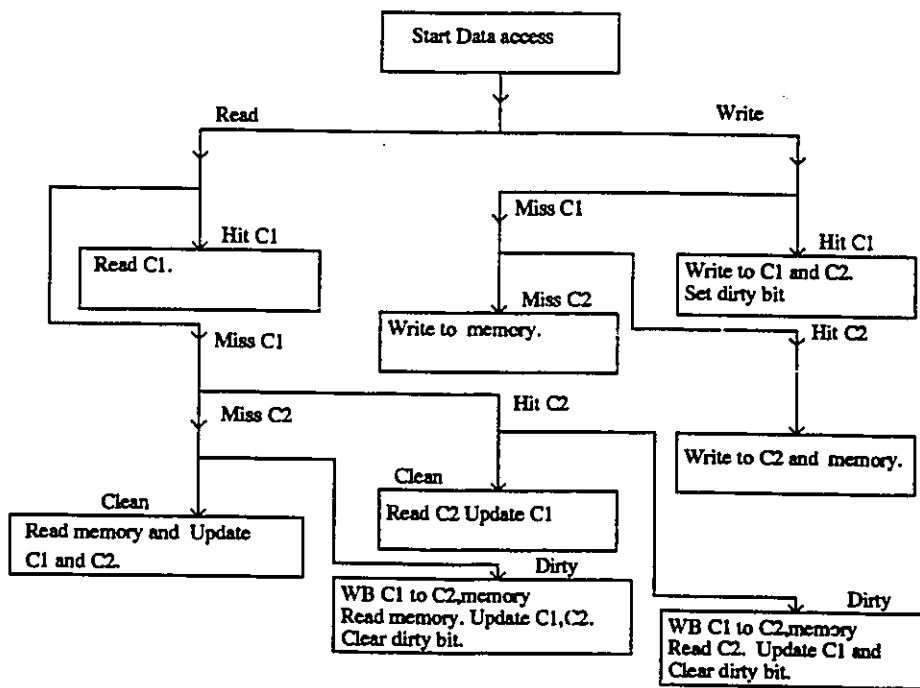 Start Data access
Read
Write
Miss C1
Hit C1
Hit C1
Read C1.
Write to C1 and C2.
Set dirty bit
Miss C2
Write to memory.
Hit C2
Miss C1
Miss C2
Hit C2
Write to C2 and memory.
Clean
Clean
Read C2 Update C1
Read memory and Update
C1 and C2.
Dirty
WB C1 to C2,memory
Read memory. Update C1,C2.
Clear dirty bit.
Dirty
WB C1 to C2,memory
Read C2. Update C1 and
Clear dirty bit.